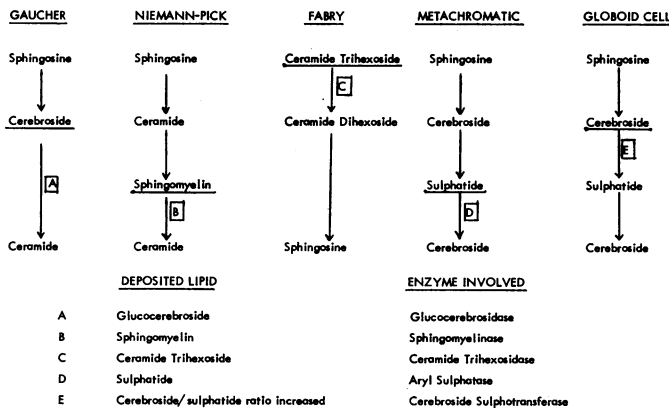 GAUCHER NIEMANN-PICK FABRY METACHROMATIC GLOBOID CELL
Sphingosine Sphingosine Ceramide Trihexoside Sphingosine Sphingosine
C
Cerebroside Ceramide Ceramide Dihexoside Cerebroside Cerebroside
E
A Sphingomyelin Sulphatide Sulphatide
B D
Ceramide Ceramide Sphingosine Cerebroside Cerebroside
DEPOSITED LIPID ENZYME INVOLVED
A Glucocerebroside Glucocerebrosidase
B Sphingomyelin Sphingomyelinase
C Ceramide Trihexoside Ceramide Trihexosidase
D Sulphatide Aryl Sulphatase
E Cerebroside/sulphatide ratio increased Cerebroside Sulphotransferase